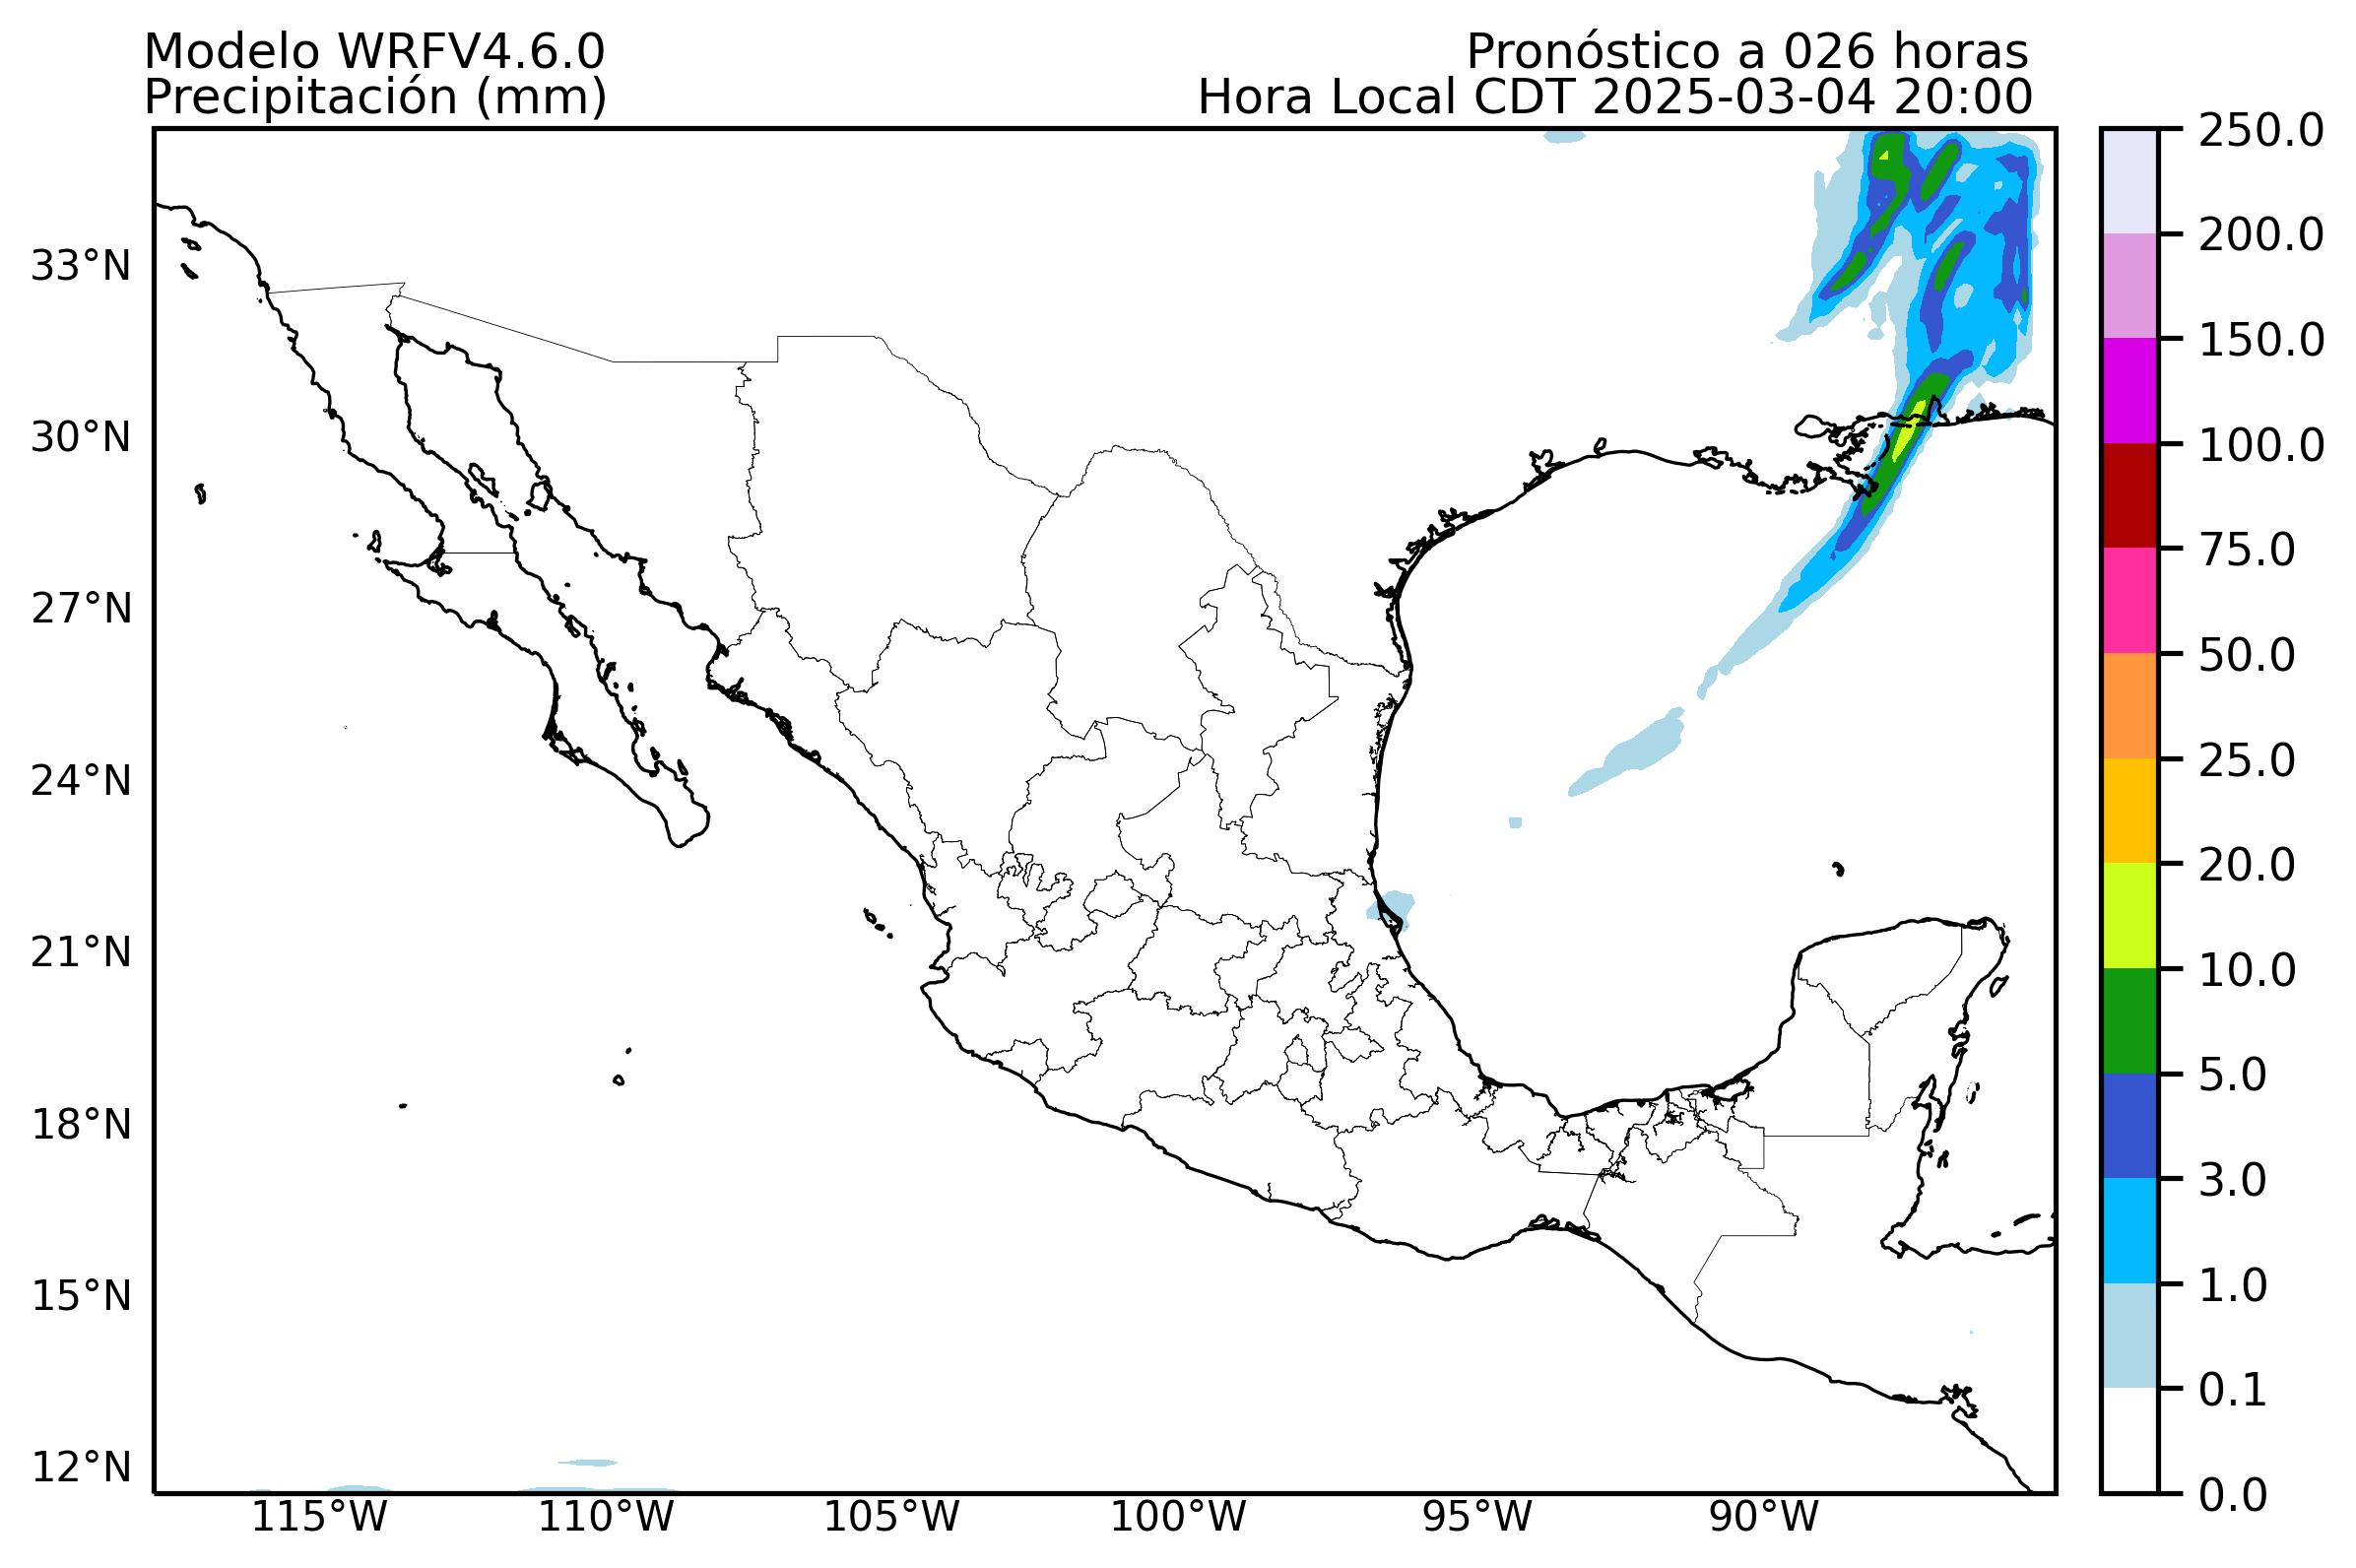 Modelo WRFV4.6.0
Pronóstico a 026 horas
Precipitación (mm)
Hora Local CDT 2025-03-04 20:00
33°N
30°N
27°N
24°N
21°N
18°N
15°N
12°N
115°W
110°W
105°W
100°W
95°W
90°W
250.0
200.0
150.0
100.0
75.0
50.0
25.0
20.0
10.0
5.0
3.0
1.0
0.1
0.0